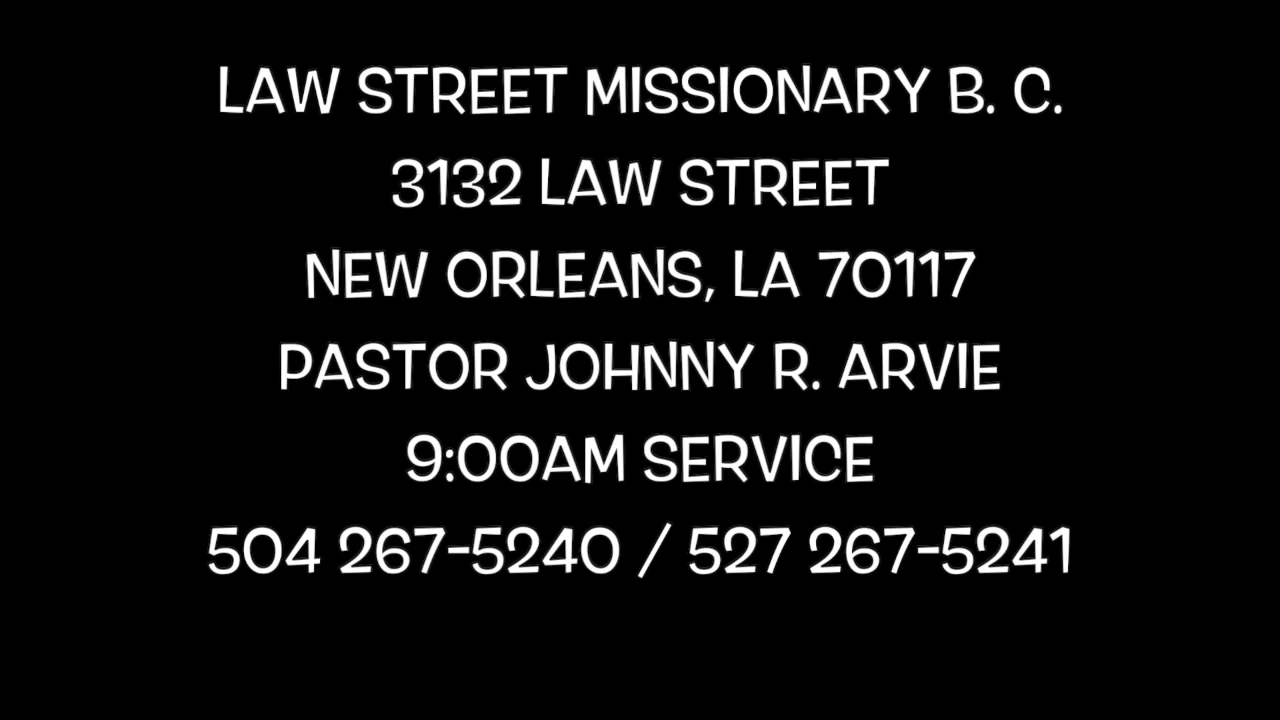 LAW STREET MISSIONARY B. C.
3132 LAW STREET
NEW ORLEANS, LA 70117
PASTOR JOHNNY R. ARVIE
9:00AM SERVICE
504 267-5240 / 527 267-5241